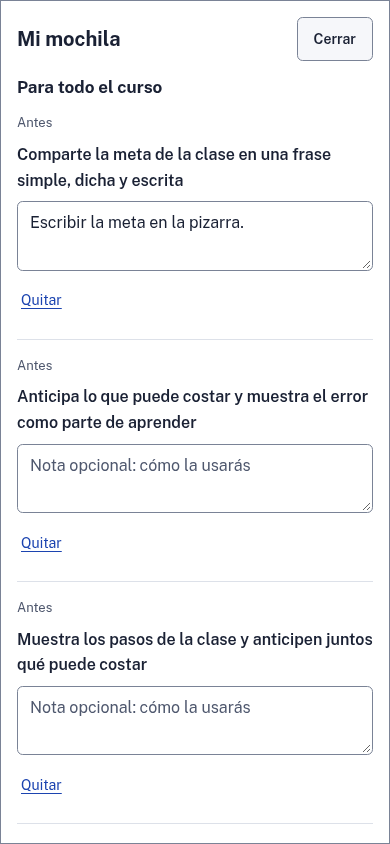 Mi mochila
Cerrar
Para todo el curso
Antes
Comparte la meta de la clase en una frase
simple, dicha y escrita
Escribir la meta en la pizarra.
Quitar
Antes
Anticipa lo que puede costar y muestra el error
como parte de aprender
Nota opcional: cómo la usarás
Quitar
Antes
Muestra los pasos de la clase y anticipen juntos
qué puede costar
Nota opcional: cómo la usarás
Quitar